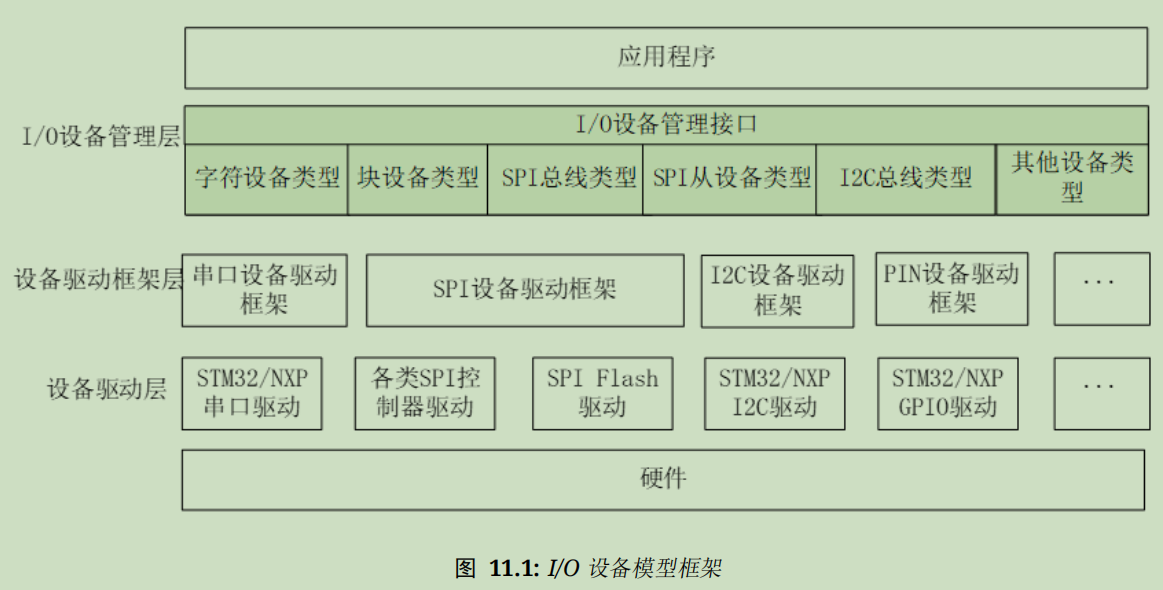 应用程序
I/O设备管理层
I/O设备管理接口
字符设备类型
块设备类型
SPI总线类型
SPI从设备类型
I2C总线类型
其他设备类
型
设备驱动框架层
串口设备驱动
框架
SPI设备驱动框架
I2C设备驱动
框架
PIN设备驱动
框架
...
设备驱动层
STM32/NXP
串口驱动
各类SPI控
制器驱动
SPI Flash
驱动
STM32/NXP
I2C驱动
STM32/NXP
GPIO驱动
...
硬件
图 11.1: I/O 设备模型框架